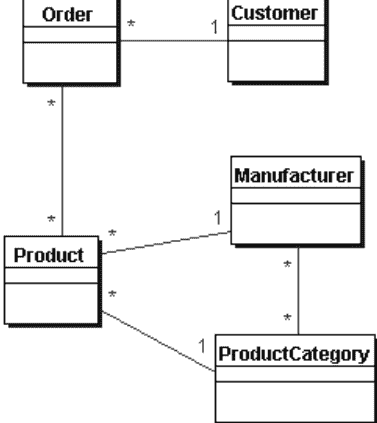 Order
Customer
* 1
*
*
Manufacturer
* 1
Product
*
*
*
1
ProductCategory